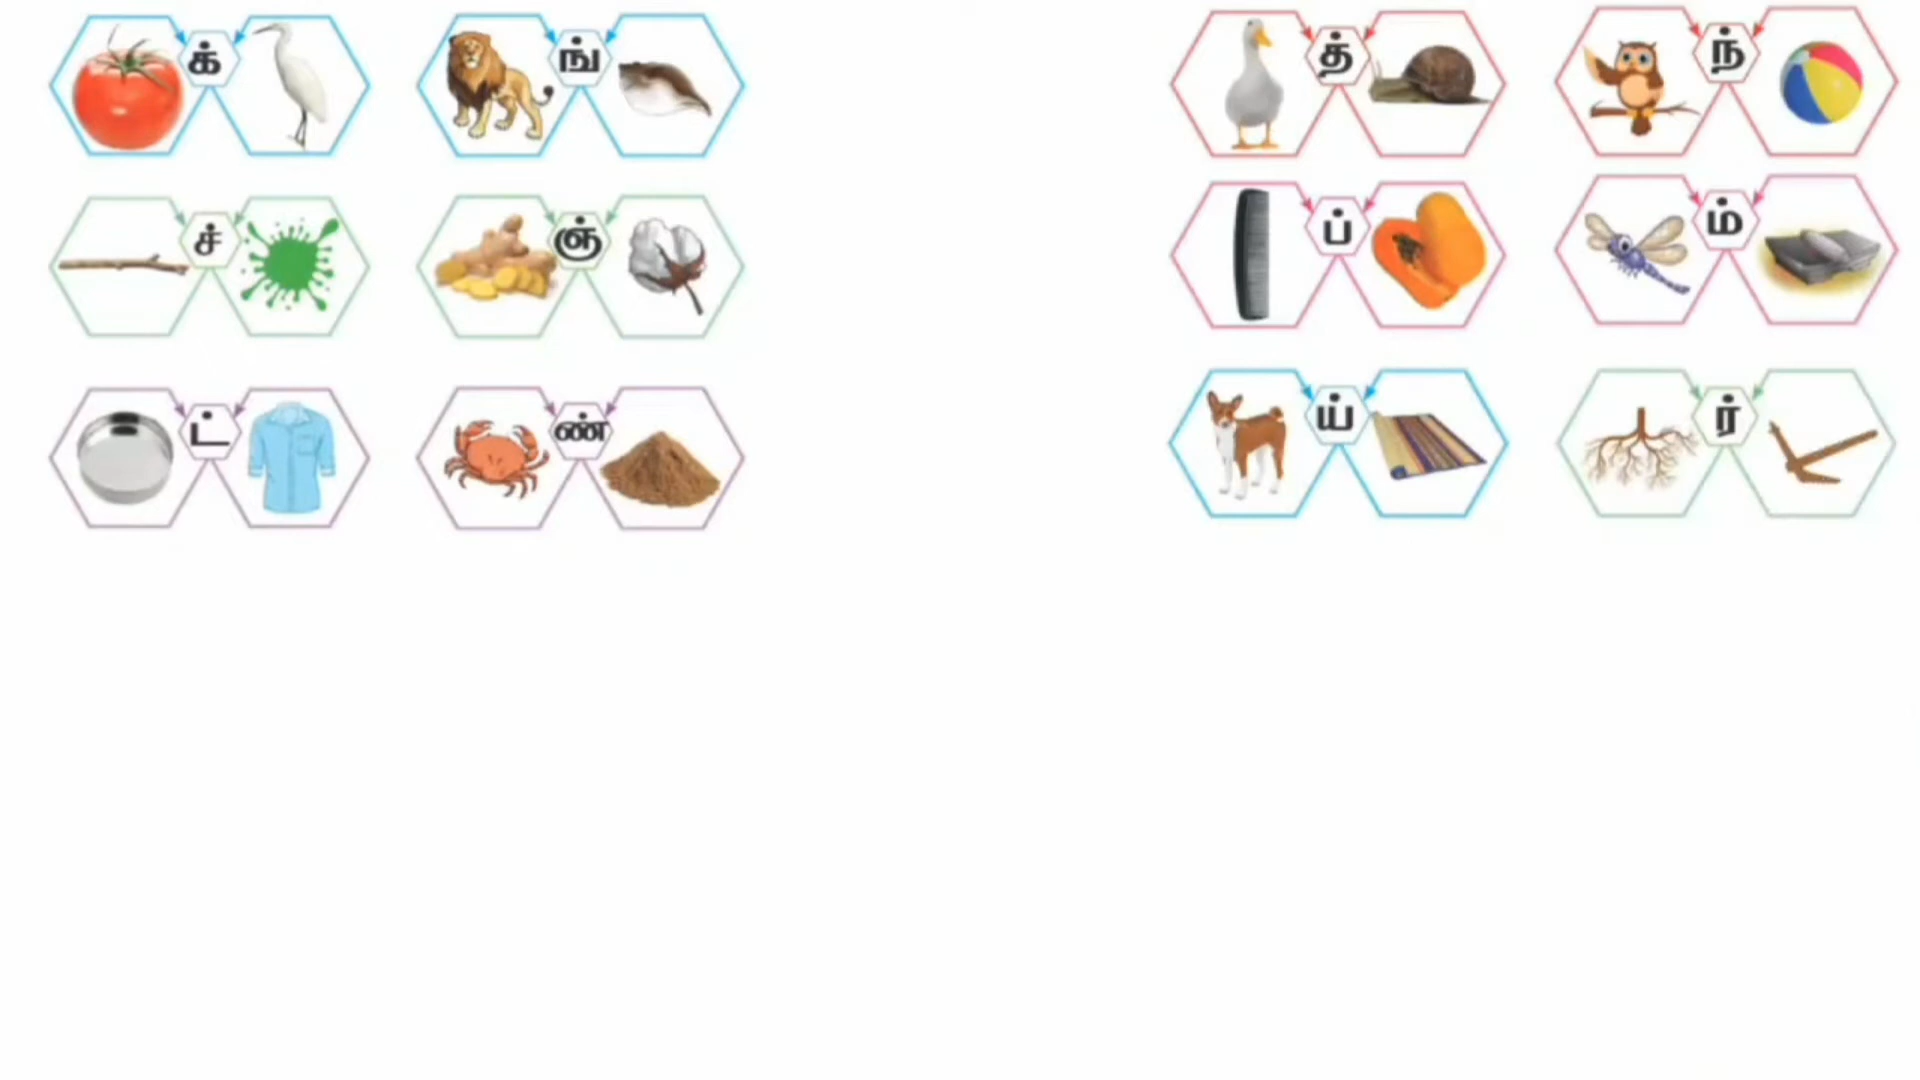 க் ங் த் ந்
ச் ஞ் ப் ம்
ட் ண் ய் ர்